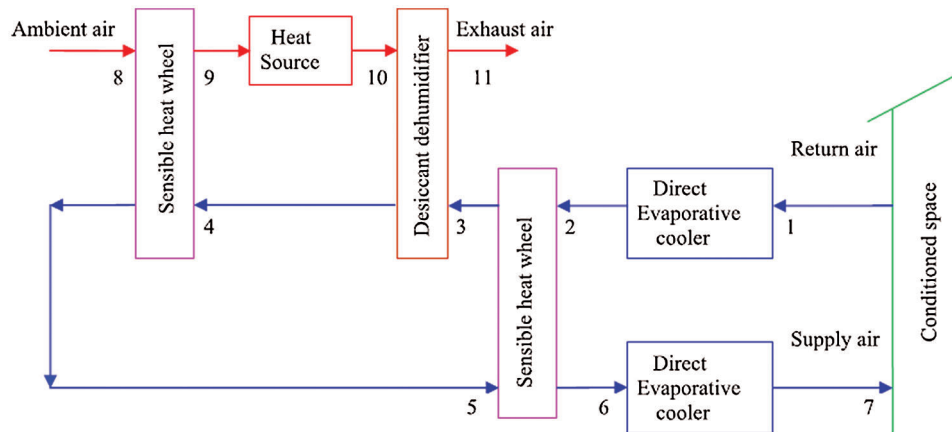 Ambient air
Exhaust air
Heat
Source
8
9
10
11
Sensible heat wheel
Desiccant dehumidifier
Return air
Direct
Evaporative
cooler
4
3
2
1
Sensible heat wheel
Conditioned space
Supply air
Direct
Evaporative
cooler
5
6
7